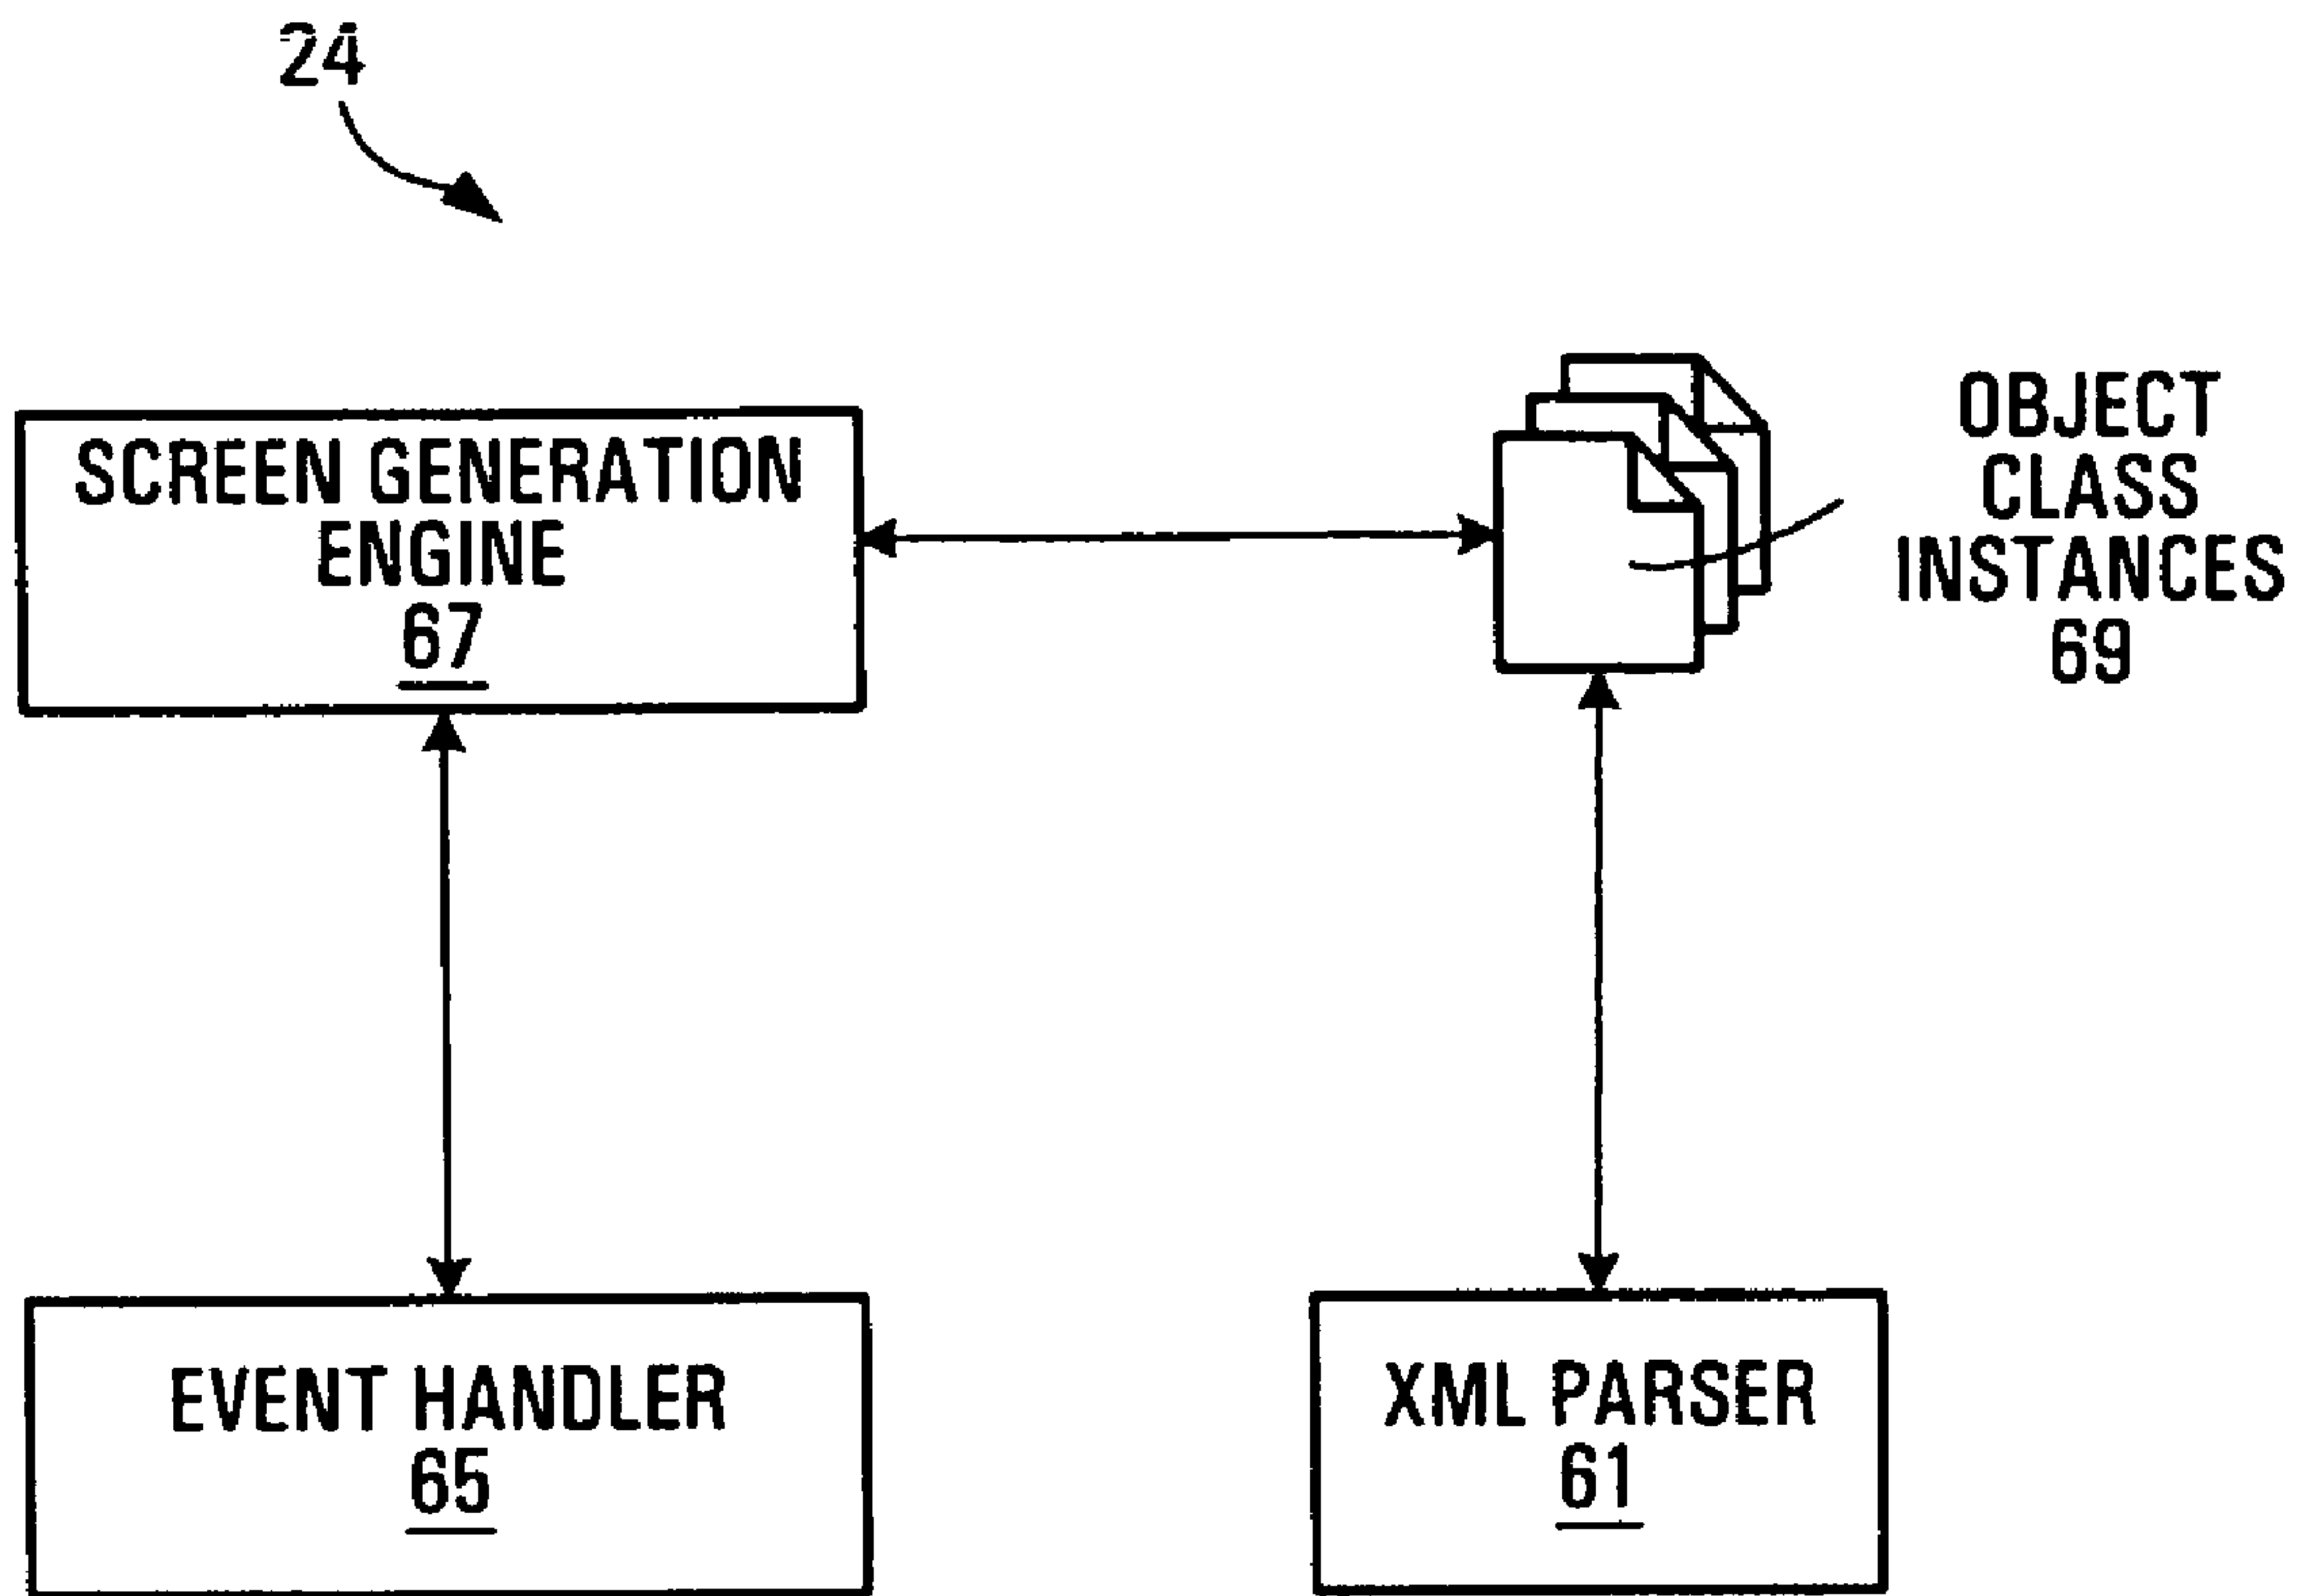 24
SCREEN GENERATION
ENGINE
67
OBJECT
CLASS
INSTANCES
69
EVENT HANDLER
65
XML PARSER
61